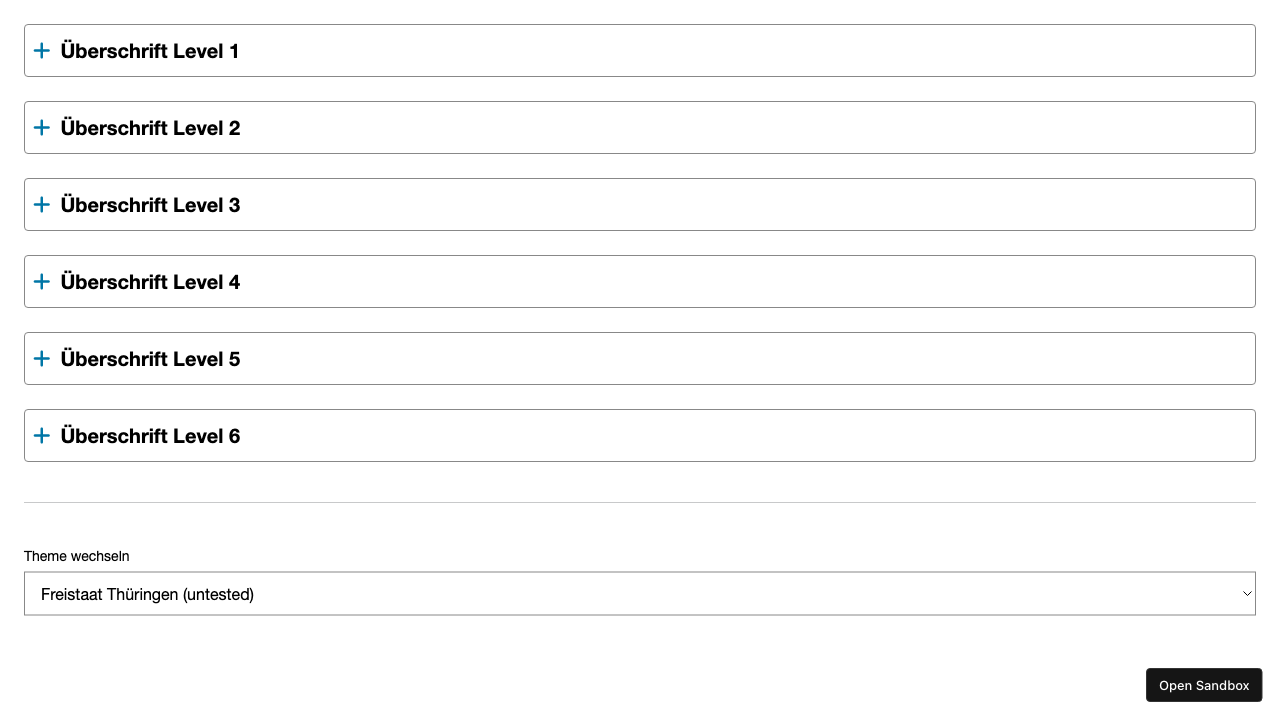 Überschrift Level 1
Überschrift Level 2
Überschrift Level 3
Überschrift Level 4
Überschrift Level 5
Überschrift Level 6
Theme wechseln
Freistaat Thüringen (untested)
Open Sandbox